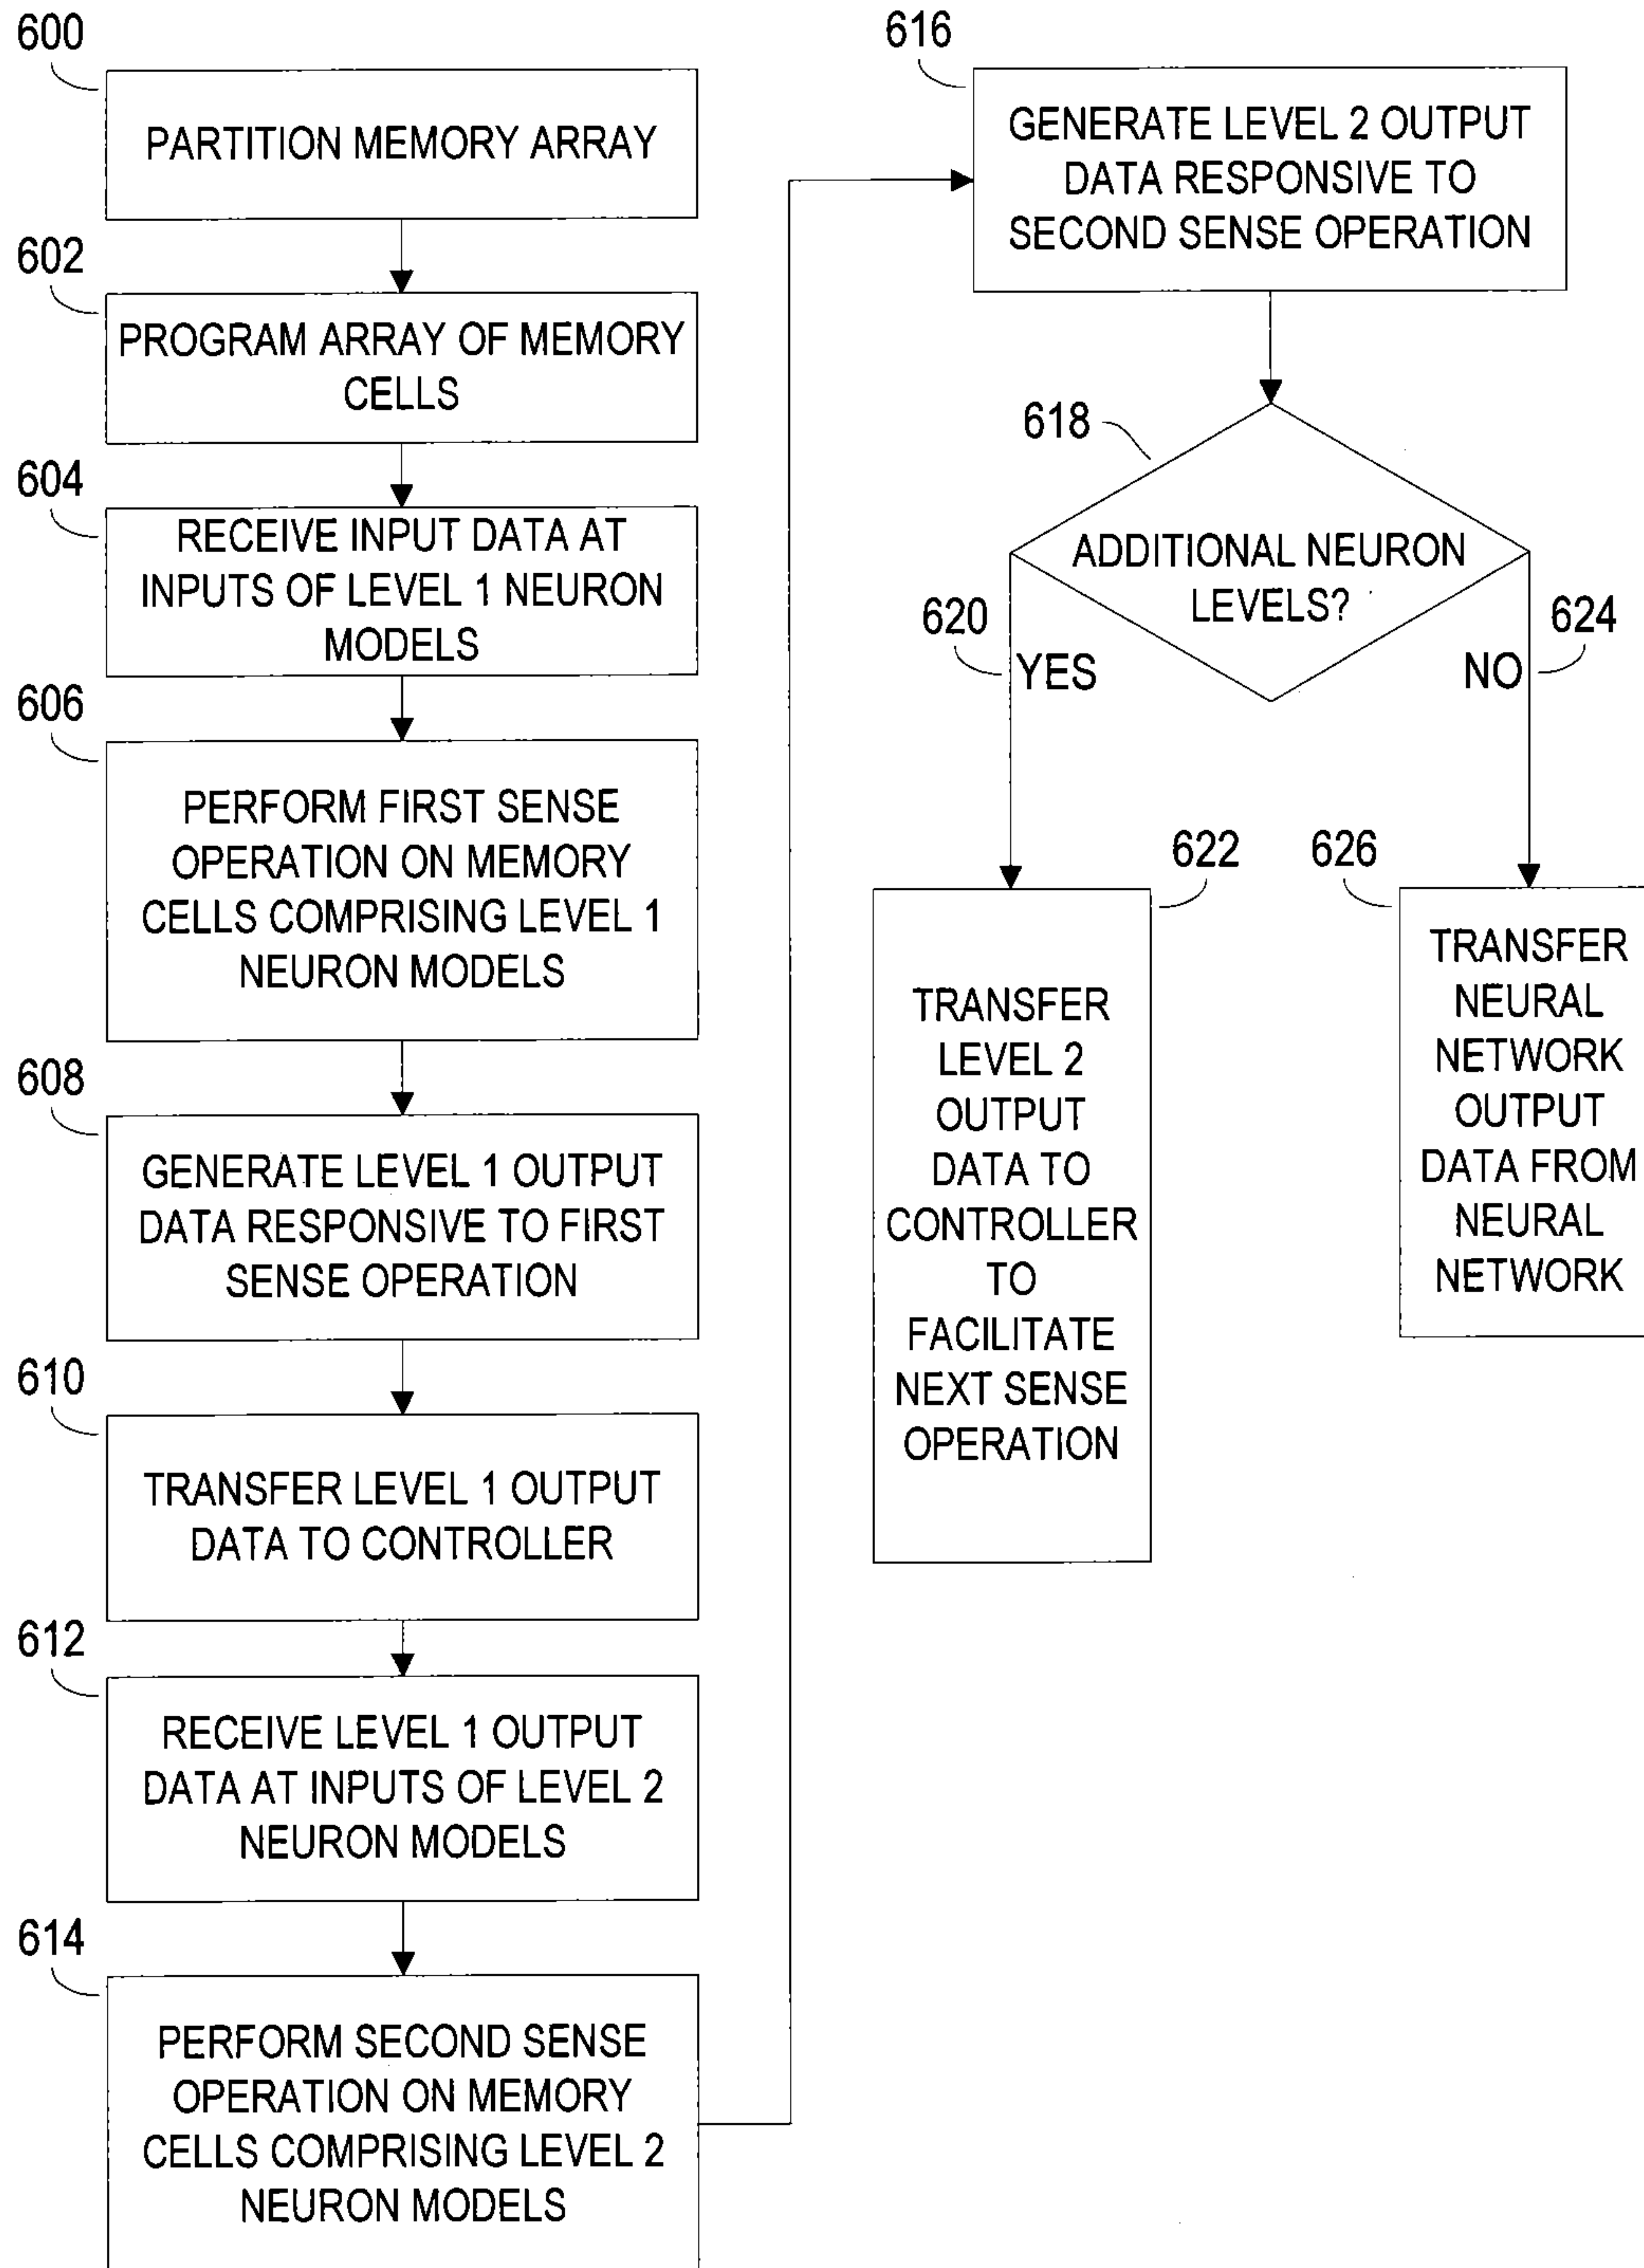 600
PARTITION MEMORY ARRAY
602
PROGRAM ARRAY OF MEMORY
CELLS
604
RECEIVE INPUT DATA AT
INPUTS OF LEVEL 1 NEURON
MODELS
606
PERFORM FIRST SENSE
OPERATION ON MEMORY
CELLS COMPRISING LEVEL 1
NEURON MODELS
608
GENERATE LEVEL 1 OUTPUT
DATA RESPONSIVE TO FIRST
SENSE OPERATION
610
TRANSFER LEVEL 1 OUTPUT
DATA TO CONTROLLER
612
RECEIVE LEVEL 1 OUTPUT
DATA AT INPUTS OF LEVEL 2
NEURON MODELS
614
PERFORM SECOND SENSE
OPERATION ON MEMORY
CELLS COMPRISING LEVEL 2
NEURON MODELS
616
GENERATE LEVEL 2 OUTPUT
DATA RESPONSIVE TO
SECOND SENSE OPERATION
618
ADDITIONAL NEURON
LEVELS?
620
YES
624
NO
622
TRANSFER
LEVEL 2
OUTPUT
DATA TO
CONTROLLER
TO
FACILITATE
NEXT SENSE
OPERATION
626
TRANSFER
NEURAL
NETWORK
OUTPUT
DATA FROM
NEURAL
NETWORK